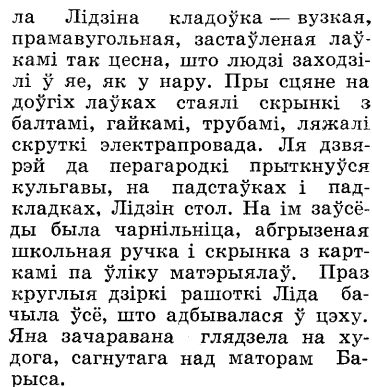 ла Лідзіна кладоўка — вузкая,
прамавугольная, застаўленая лаў-
камі так цесна, што людзі заходзі-
лі ў яе, як у нару. Пры сцяне на
доўгіх лаўках стаялі скрынкі з
балтамі, гайкамі, трубамі, ляжалі
скруткі электраправада. Ля дзвя-
рэй да перагародкі прыткнуўся
кульгавы, на падстаўках і пад-
кладках, Лідзін стол. На ім заўсё-
ды была чарнільніца, абгрызеная
школьная ручка і скрынка з карт-
камі па ўліку матэрыялаў. Праз
круглыя дзіркі рашоткі Ліда ба-
чыла ўсё, што адбывалася ў цэху.
Яна зачаравана глядзела на ху-
дога, сагнутага над маторам Ба-
рыса.